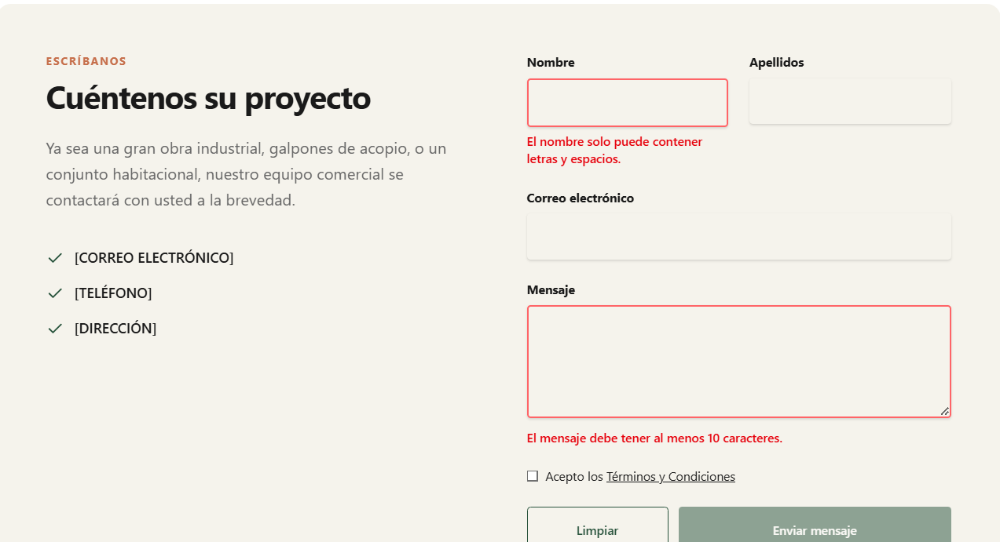 ESCRÍBANOS
Cuéntenos su proyecto
Ya sea una gran obra industrial, galpones de acopio, o un
conjunto habitacional, nuestro equipo comercial se
contactará con usted a la brevedad.
[CORREO ELECTRÓNICO]
[TELÉFONO]
[DIRECCIÓN]
Nombre
Apellidos
El nombre solo puede contener
letras y espacios.
Correo electrónico
Mensaje
El mensaje debe tener al menos 10 caracteres.
Acepto los Términos y Condiciones
Limpiar
Enviar mensaje